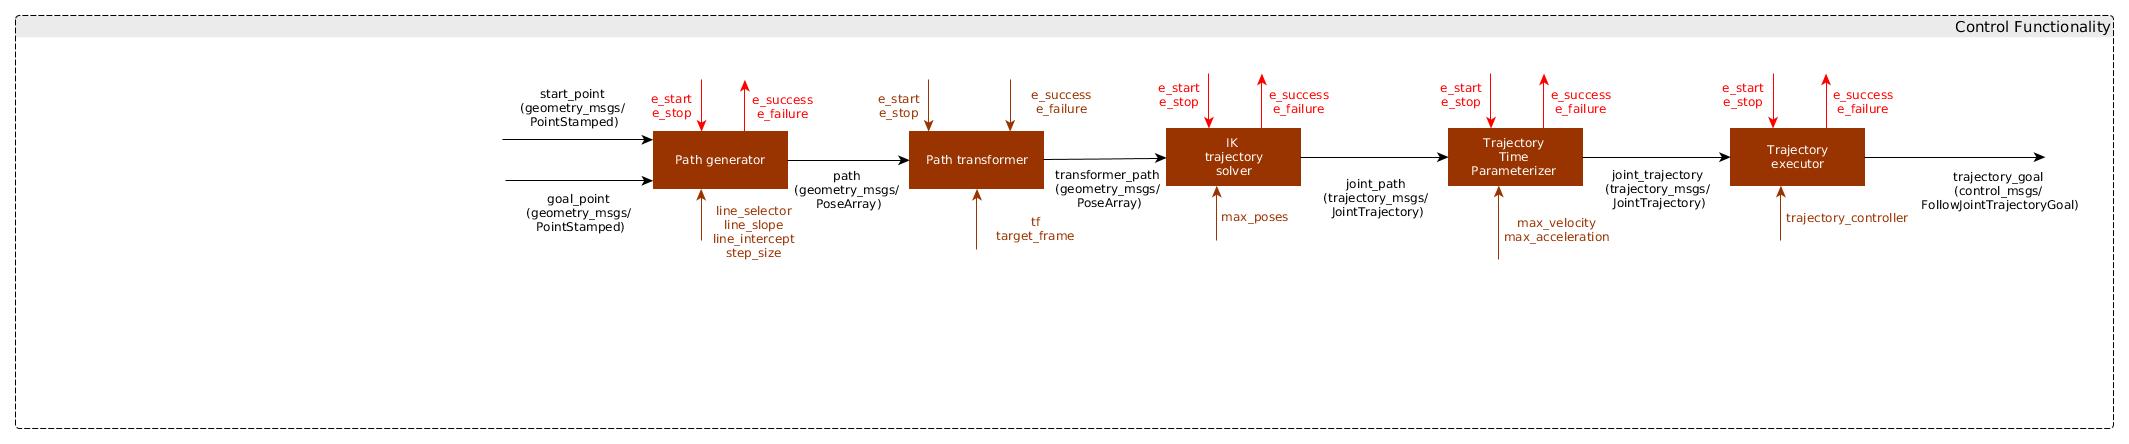 Control Functionality
start_point
(geometry_msgs/
PointStamped)
goal_point
(geometry_msgs/
PointStamped)
e_start
e_stop
e_success
e_failure
Path generator
line_selector
line_slope
line_intercept
step_size
path
(geometry_msgs/
PoseArray)
e_start
e_stop
e_success
e_failure
Path transformer
tf
target_frame
transformer_path
(geometry_msgs/
PoseArray)
e_start
e_stop
e_success
e_failure
IK
trajectory
solver
max_poses
joint_path
(trajectory_msgs/
JointTrajectory)
e_start
e_stop
e_success
e_failure
Trajectory
Time
Parameterizer
max_velocity
max_acceleration
joint_trajectory
(trajectory_msgs/
JointTrajectory)
e_start
e_stop
e_success
e_failure
Trajectory
executor
trajectory_controller
trajectory_goal
(control_msgs/
FollowJointTrajectoryGoal)